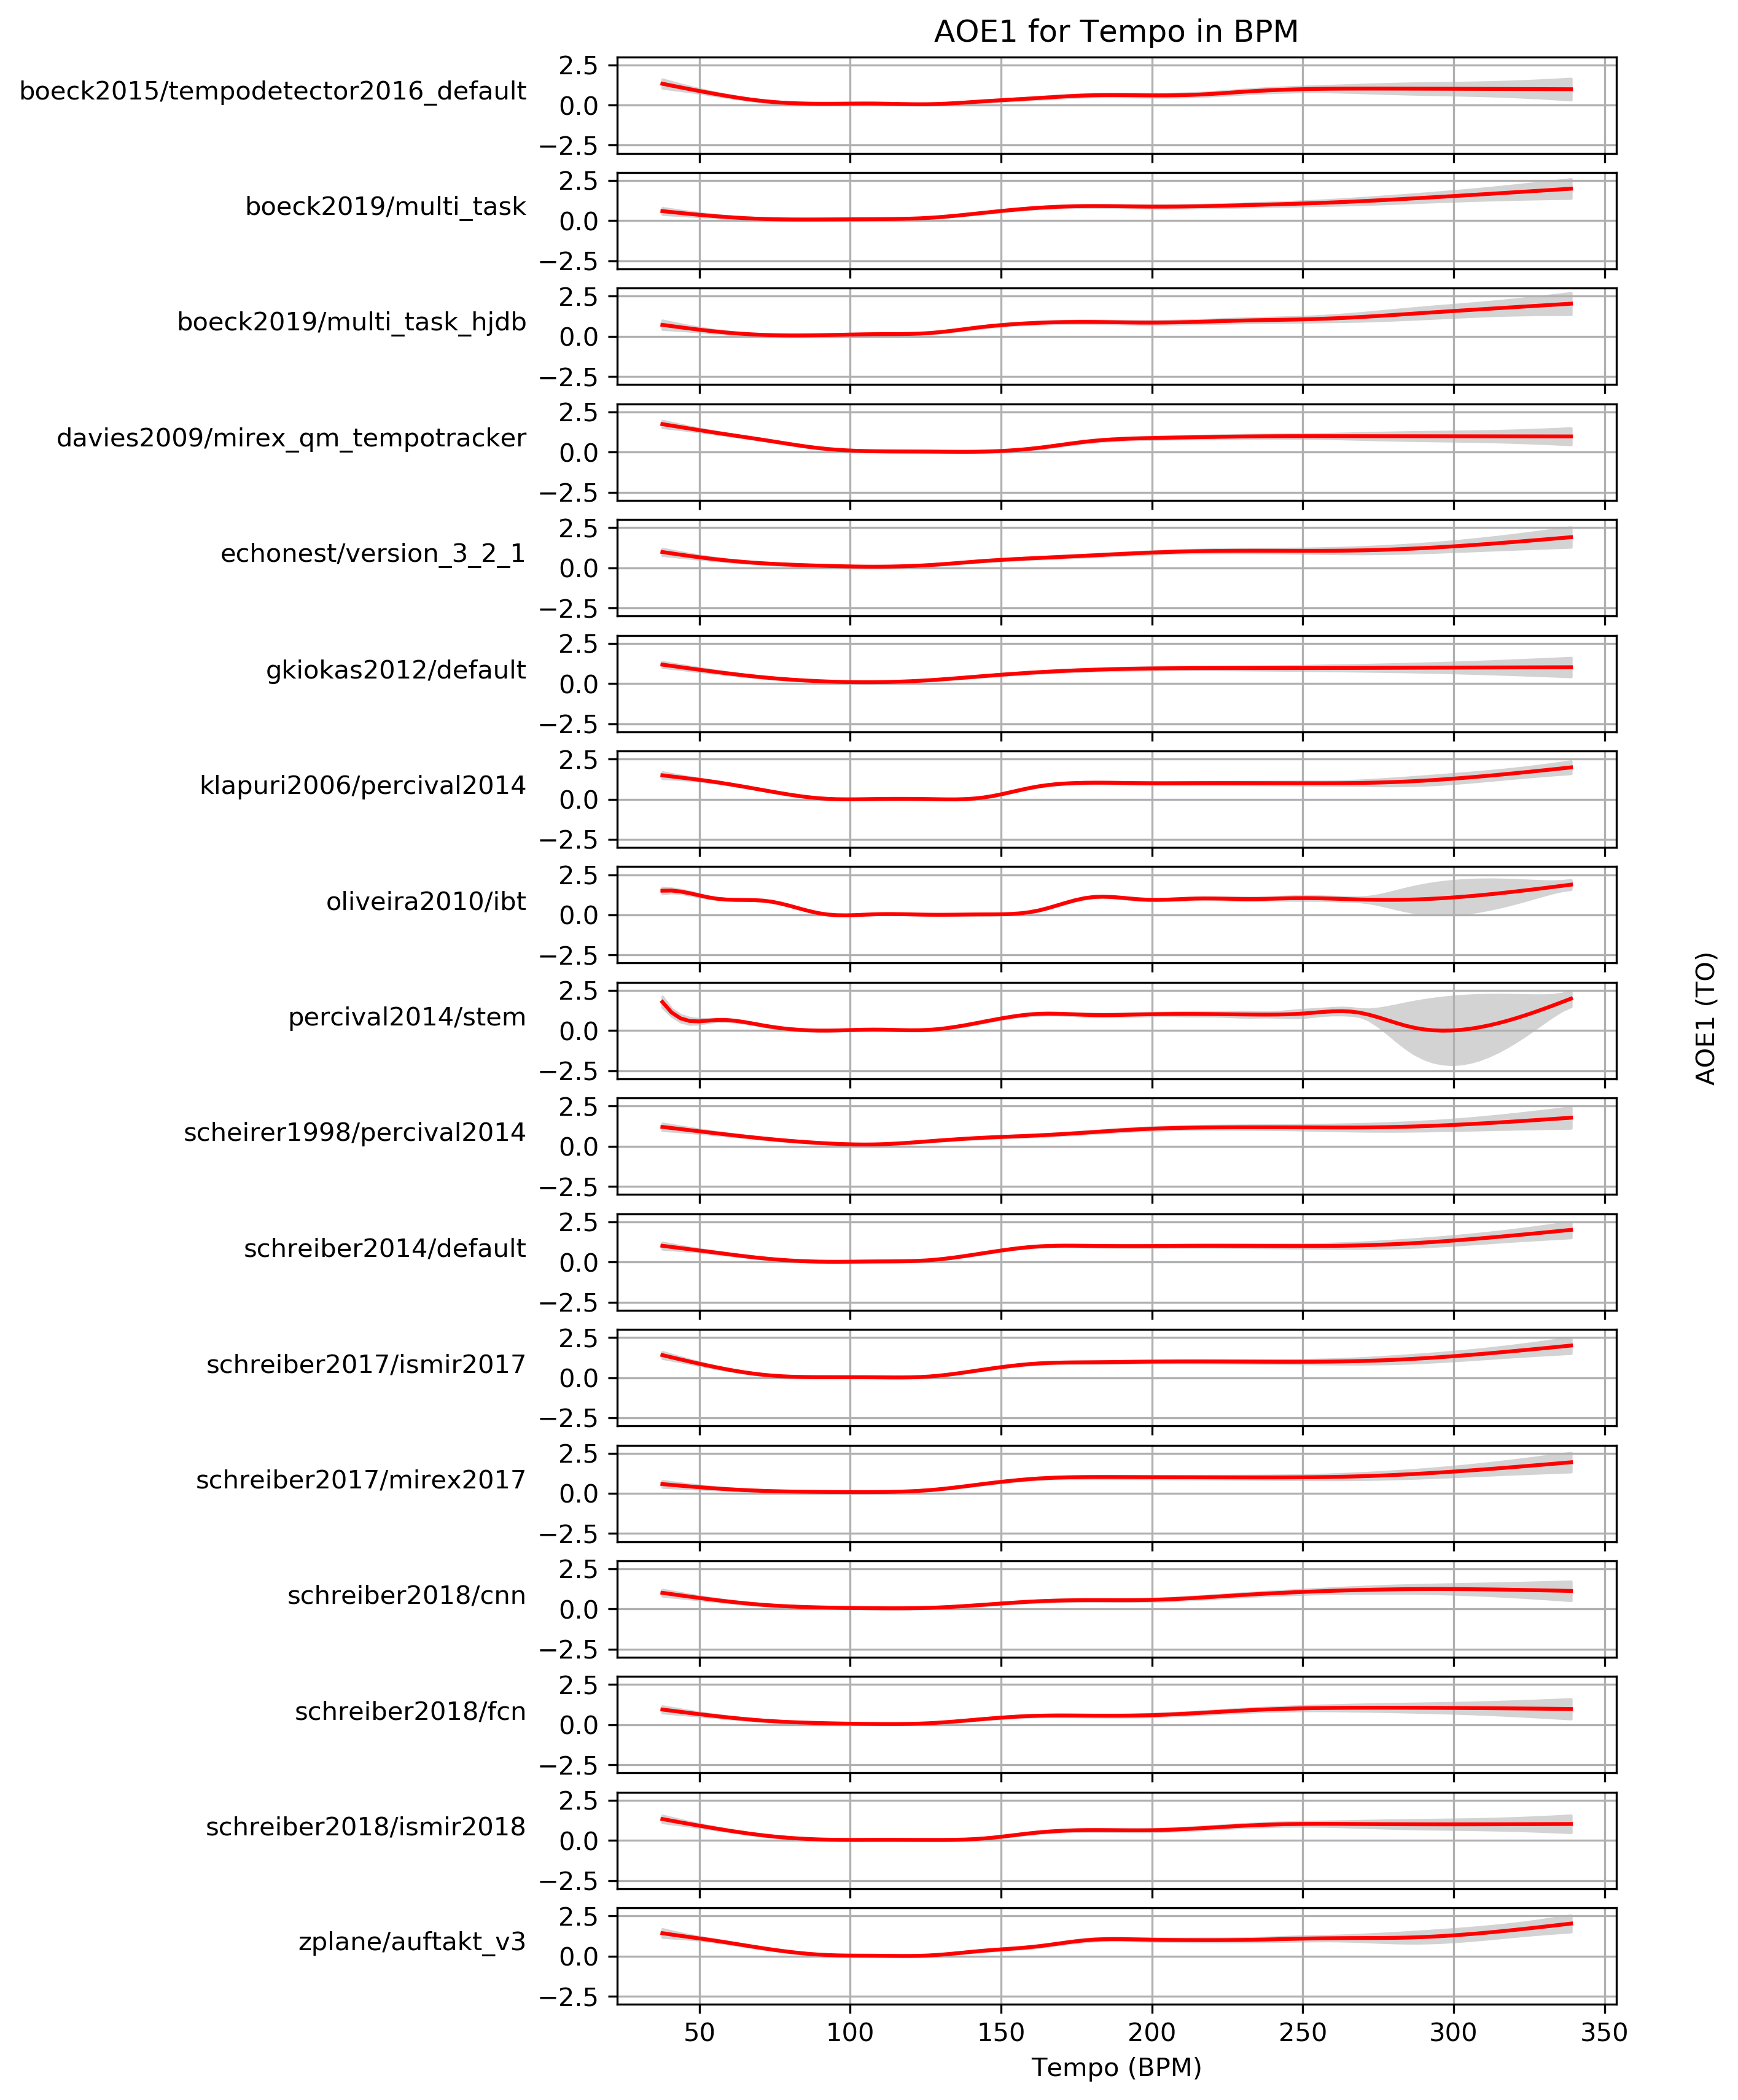 AOE1 for Tempo in BPM
boeck2015/tempodetector2016_default
2.5
0.0
−2.5
boeck2019/multi_task
2.5
0.0
−2.5
boeck2019/multi_task_hjdb
2.5
0.0
−2.5
davies2009/mirex_qm_tempotracker
2.5
0.0
−2.5
echonest/version_3_2_1
2.5
0.0
−2.5
gkiokas2012/default
2.5
0.0
−2.5
klapuri2006/percival2014
2.5
0.0
−2.5
oliveira2010/ibt
2.5
0.0
−2.5
percival2014/stem
2.5
0.0
−2.5
AOE1 (TO)
scheirer1998/percival2014
2.5
0.0
−2.5
schreiber2014/default
2.5
0.0
−2.5
schreiber2017/ismir2017
2.5
0.0
−2.5
schreiber2017/mirex2017
2.5
0.0
−2.5
schreiber2018/cnn
2.5
0.0
−2.5
schreiber2018/fcn
2.5
0.0
−2.5
schreiber2018/ismir2018
2.5
0.0
−2.5
zplane/auftakt_v3
2.5
0.0
−2.5
50 100 150 200 250 300 350
Tempo (BPM)